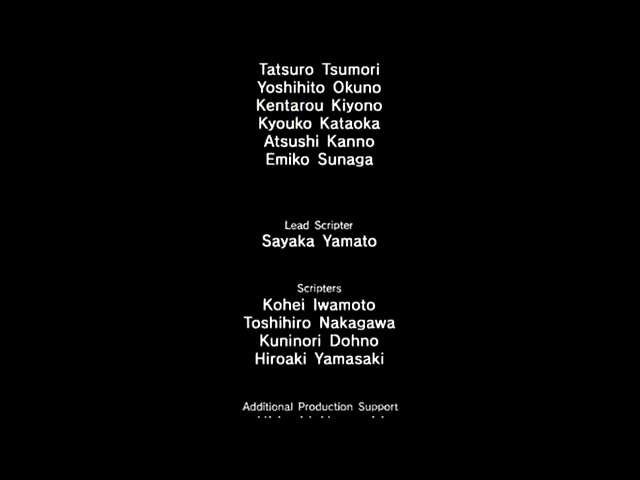 Tatsuro Tsumori
Yoshihito Okuno
Kentarou Kiyono
Kyouko Kataoka
Atsushi Kanno
Emiko Sunaga
Lead Scripter
Sayaka Yamato
Scripters
Kohei Iwamoto
Toshihiro Nakagawa
Kuninori Dohno
Hiroaki Yamasaki
Additional Production Support